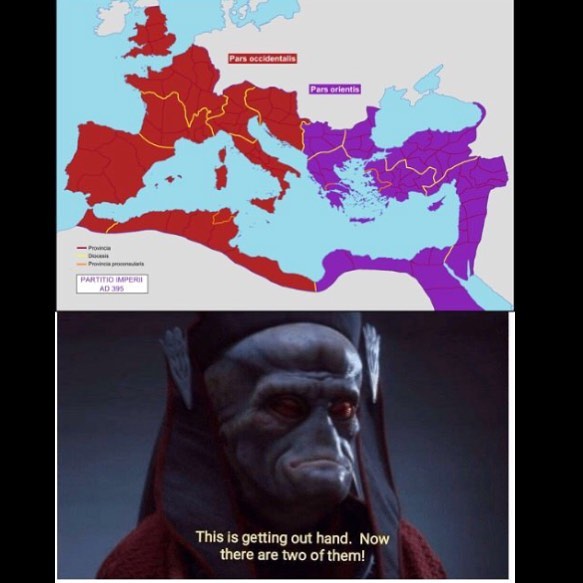 Pars occidentalis
Pars orientis
Provincia
Dioxesis
Provincia proconsularis
PARTITIO IMPERII
AD 395
This is getting out hand. Now
there are two of them!